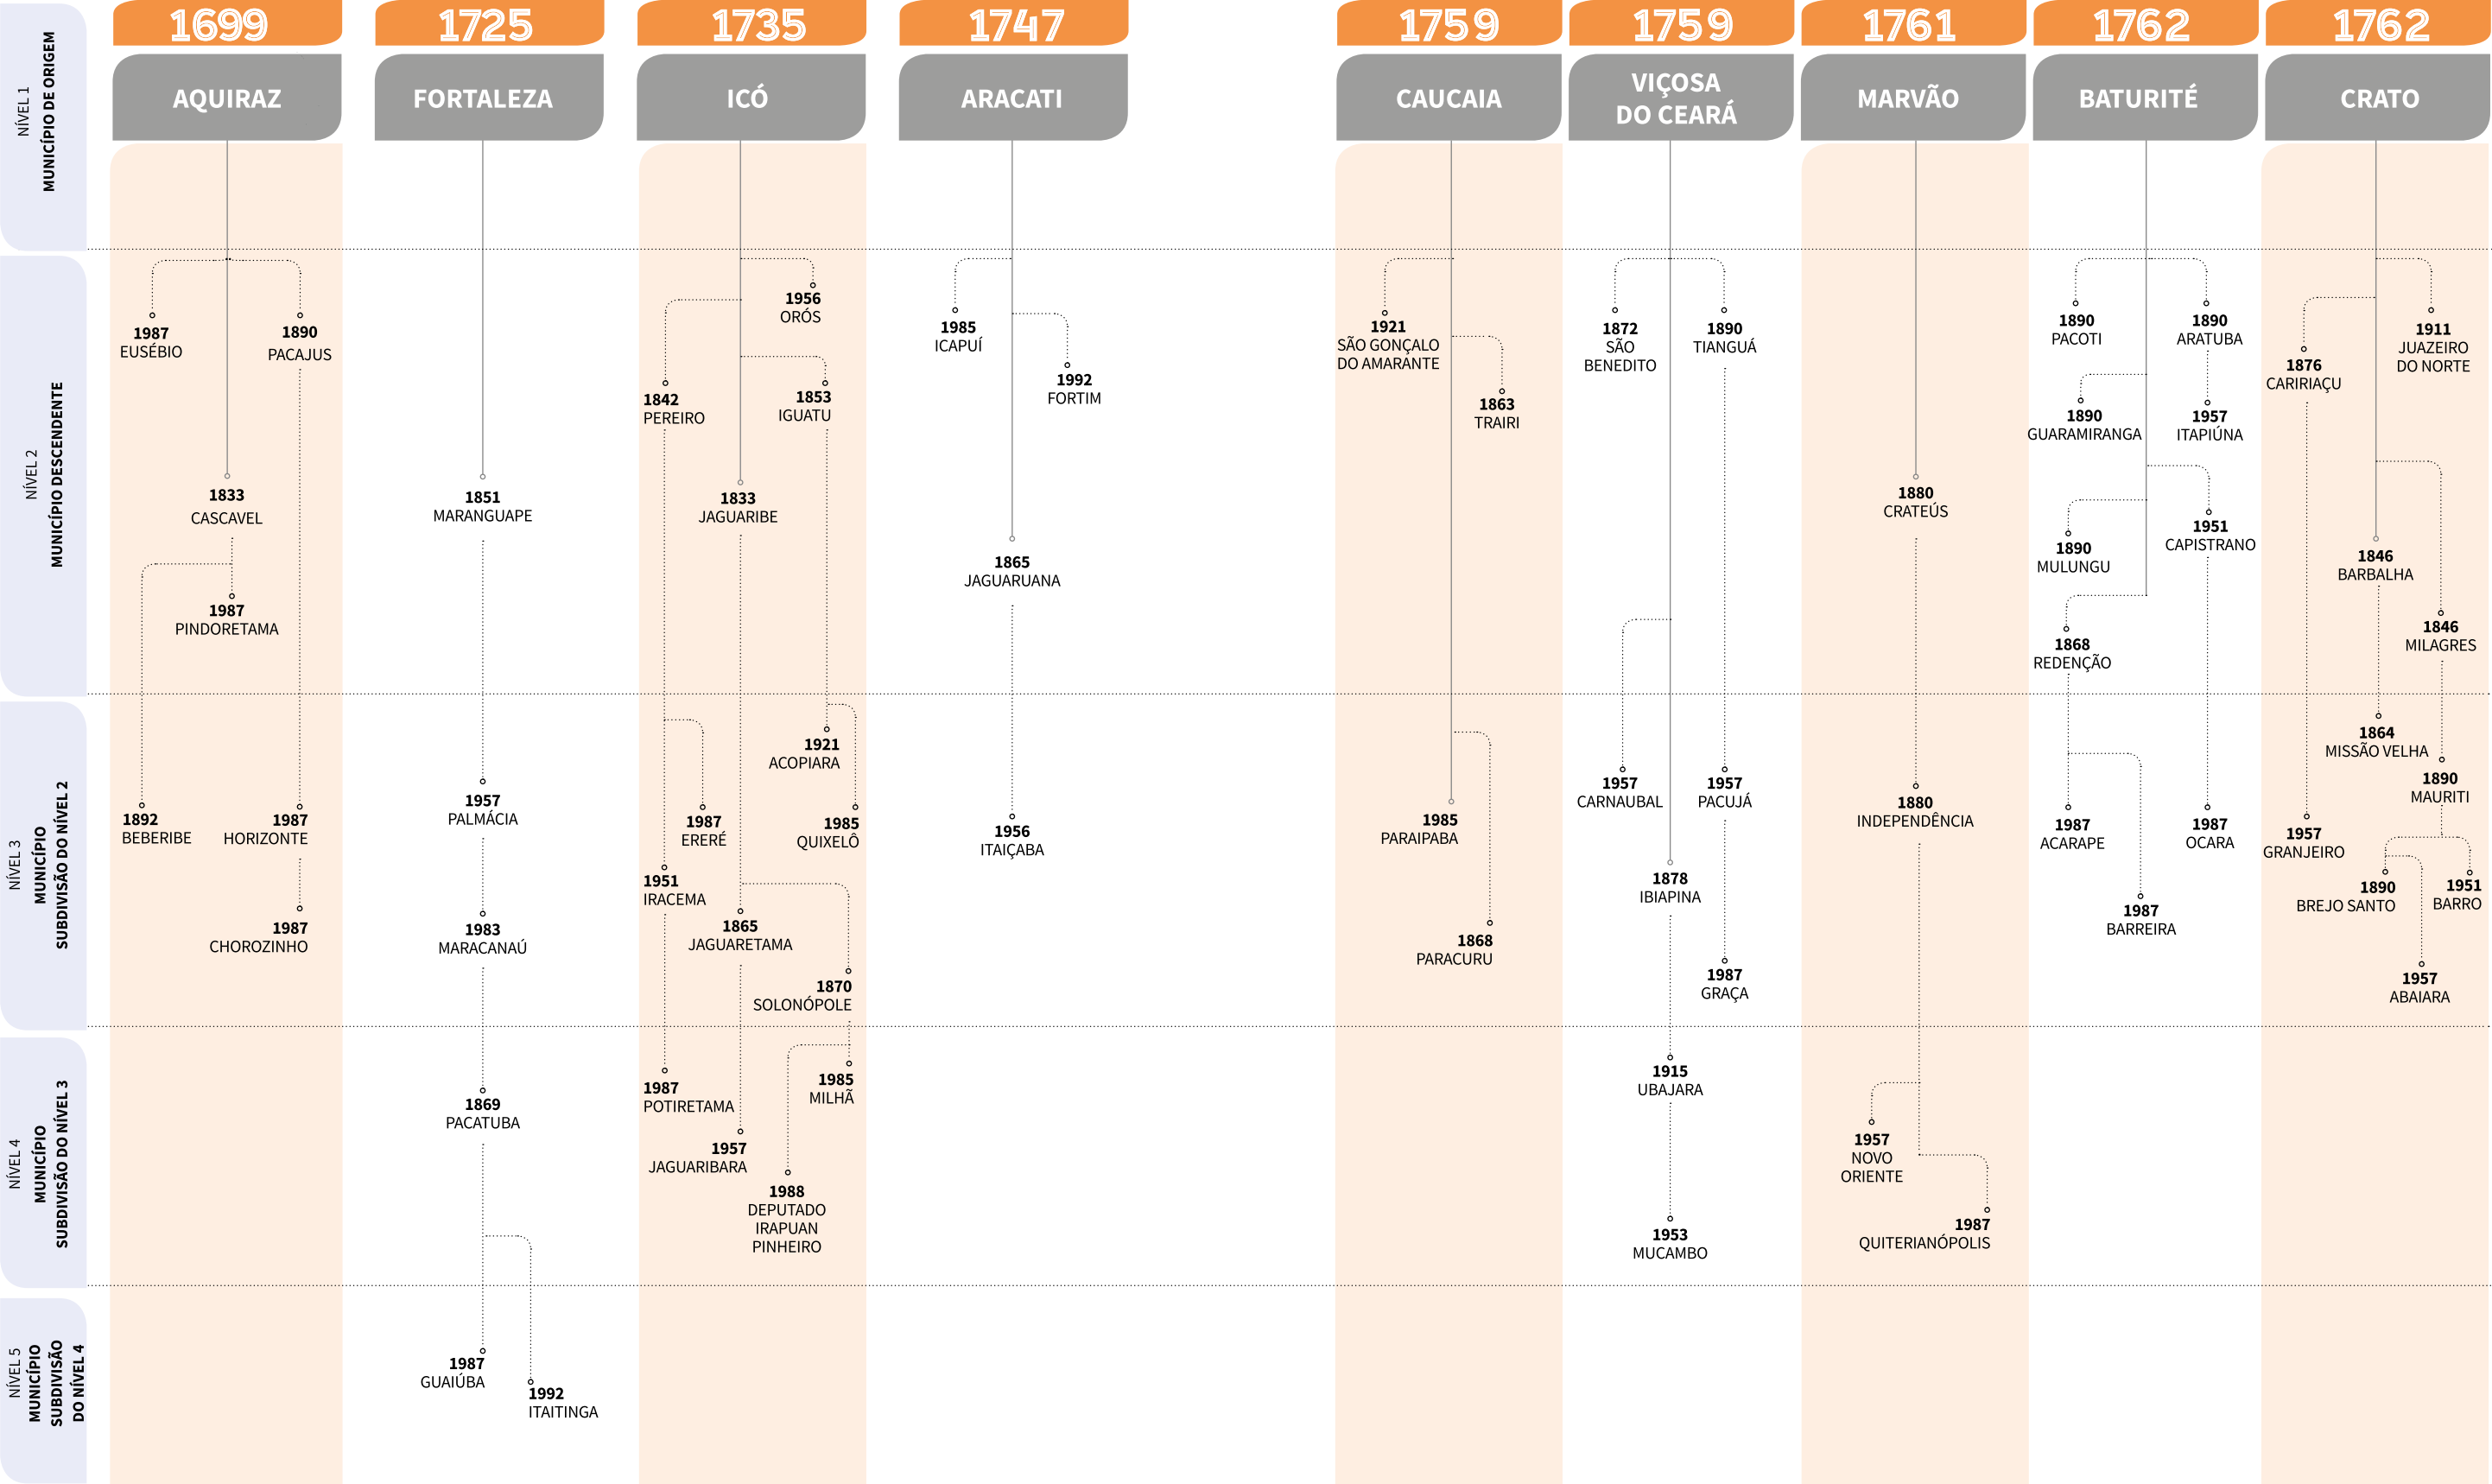 NÍVEL 1
MUNICÍPIO DE ORIGEM
NÍVEL 2
MUNICÍPIO DESCENDENTE
NÍVEL 3
MUNICÍPIO
SUBDIVISÃO DO NÍVEL 2
NÍVEL 4
MUNICÍPIO
SUBDIVISÃO DO NÍVEL 3
NÍVEL 5
MUNICÍPIO
SUBDIVISÃO
DO NÍVEL 4
1699
AQUIRAZ
1987
EUSÉBIO
1890
PACAJUS
1833
CASCAVEL
1987
PINDORETAMA
1892
BEBERIBE
1987
HORIZONTE
1987
CHOROZINHO
1725
FORTALEZA
1851
MARANGUAPE
1957
PALMÁCIA
1983
MARACANAÚ
1869
PACATUBA
1987
GUAIÚBA
1992
ITAITINGA
1735
ICÓ
1956
ORÓS
1842
PEREIRO
1853
IGUATU
1833
JAGUARIBE
1921
ACOPIARA
1987
ERERÉ
1985
QUIXELÔ
1951
IRACEMA
1865
JAGUARETAMA
1870
SOLONÓPOLE
1987
POTIRETAMA
1985
MILHÃ
1957
JAGUARIBARA
1988
DEPUTADO
IRAPUAN
PINHEIRO
1747
ARACATI
1985
ICAPUÍ
1992
FORTIM
1865
JAGUARUANA
1956
ITAIÇABA
1759
CAUCAIA
1921
SÃO GONÇALO
DO AMARANTE
1863
TRAIRI
1985
PARAIPABA
1868
PARACURU
1759
VIÇOSA
DO CEARÁ
1872
SÃO
BENEDITO
1890
TIANGUÁ
1957
CARNAUBAL
1957
PACUJÁ
1878
IBIAPINA
1987
GRAÇA
1915
UBAJARA
1953
MUCAMBO
1761
MARVÃO
1880
CRATEÚS
1880
INDEPENDÊNCIA
1957
NOVO
ORIENTE
1987
QUITERIANÓPOLIS
1762
BATURITÉ
1890
PACOTI
1890
ARATUBA
1890
GUARAMIRANGA
1957
ITAPIÚNA
1951
CAPISTRANO
1890
MULUNGU
1868
REDENÇÃO
1987
ACARAPE
1987
OCARA
1987
BARREIRA
1762
CRATO
1911
JUAZEIRO
DO NORTE
1876
CARIRIAÇU
1846
BARBALHA
1846
MILAGRES
1864
MISSÃO VELHA
1890
MAURITI
1957
GRANJEIRO
1890
BREJO SANTO
1951
BARRO
1957
ABAIARA